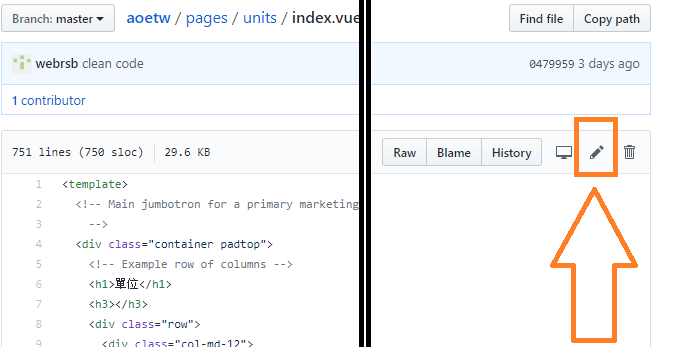 Branch: master aoetw / pages / units / index.vue Find file Copy path
webrsb clean code 0479959 3 days ago
1 contributor
751 lines (750 sloc) 29.6 KB Raw Blame History
1 <template>
2 <!-- Main jumbotron for a primary marketing
3 -->
4 <div class="container padtop">
5 <!-- Example row of columns -->
6 <h1>單位</h1>
7 <h3></h3>
8 <div class="row">
9 <div class="col-md-12">